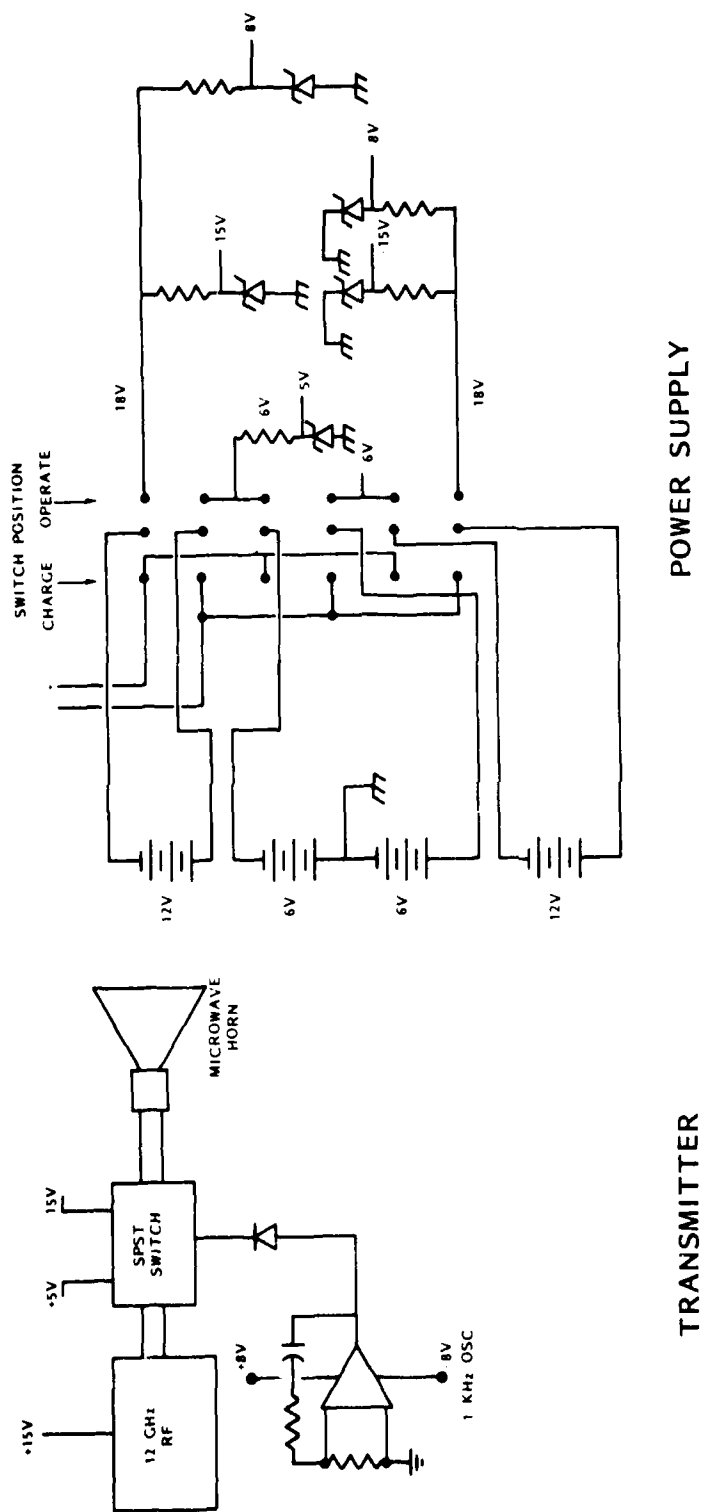 +15V
12 GHz
RF
+5V
15V
SPST
SWITCH
MICROWAVE
HORN
+8V
8V
1 KHz OSC
TRANSMITTER
12V
6V
6V
12V
SWITCH POSITION
CHARGE OPERATE
18V
8V
15V
6V
5V
6V
15V
8V
18V
POWER SUPPLY